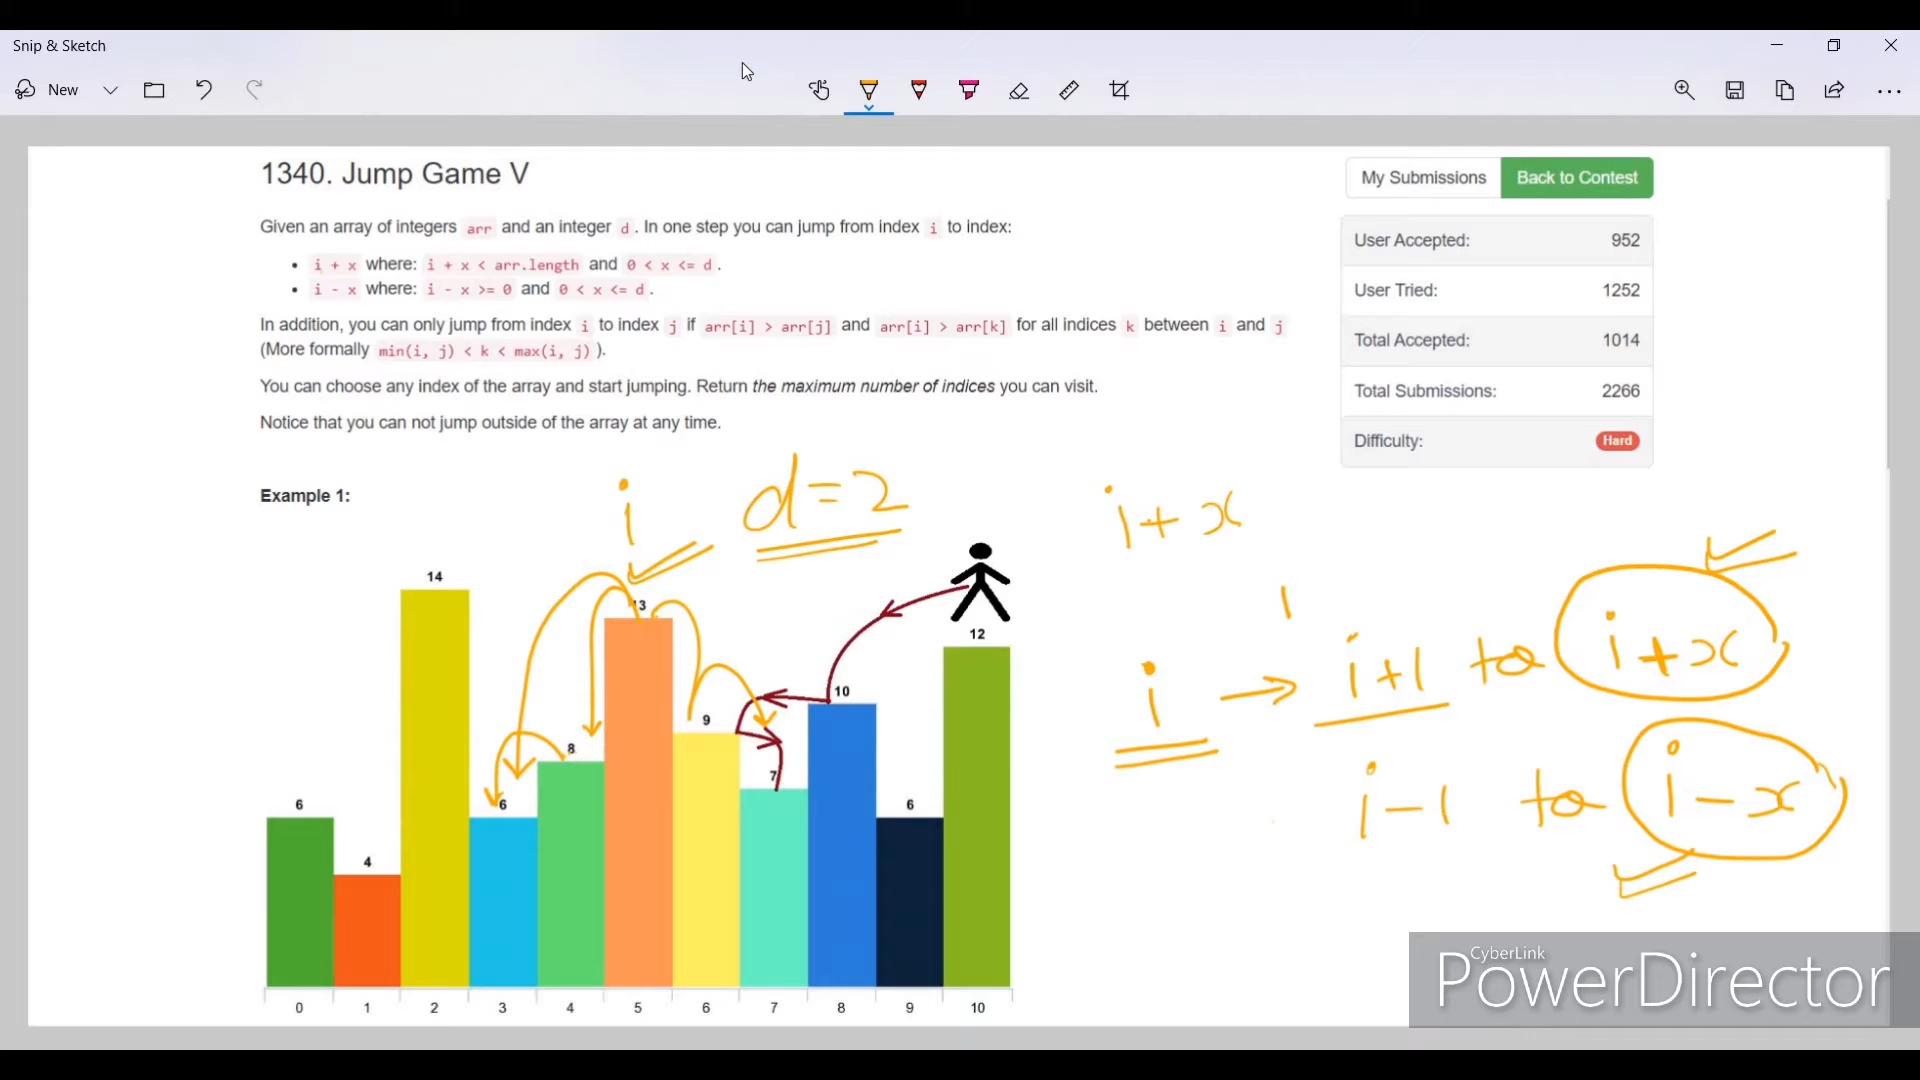 Snip & Sketch
New
1340. Jump Game V
My Submissions
Back to Contest
Given an array of integers arr and an integer d. In one step you can jump from index i to index:
i + x where: i + x < arr.length and 0 < x <= d.
i - x where: i - x >= 0 and 0 < x <= d.
In addition, you can only jump from index i to index j if arr[i] > arr[j] and arr[i] > arr[k] for all indices k between i and j
(More formally min(i, j) < k < max(i, j)).
You can choose any index of the array and start jumping. Return the maximum number of indices you can visit.
Notice that you can not jump outside of the array at any time.
User Accepted: 952
User Tried: 1252
Total Accepted: 1014
Total Submissions: 2266
Difficulty: Hard
Example 1:
i
d=2
i+x
i → i+1 to i+x
i-1 to i-x
6 4 14 6 8 13 9 7 10 6 12
0 1 2 3 4 5 6 7 8 9 10
CyberLink
PowerDirector